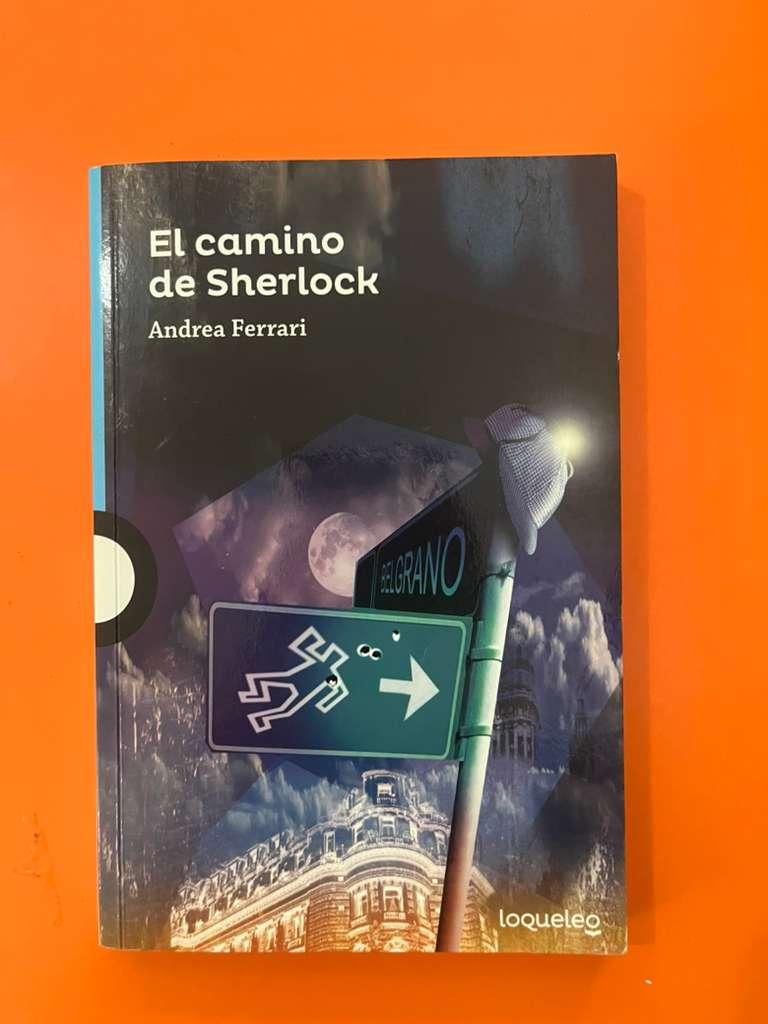 El camino
de Sherlock
Andrea Ferrari
BELGRANO
loqueleo